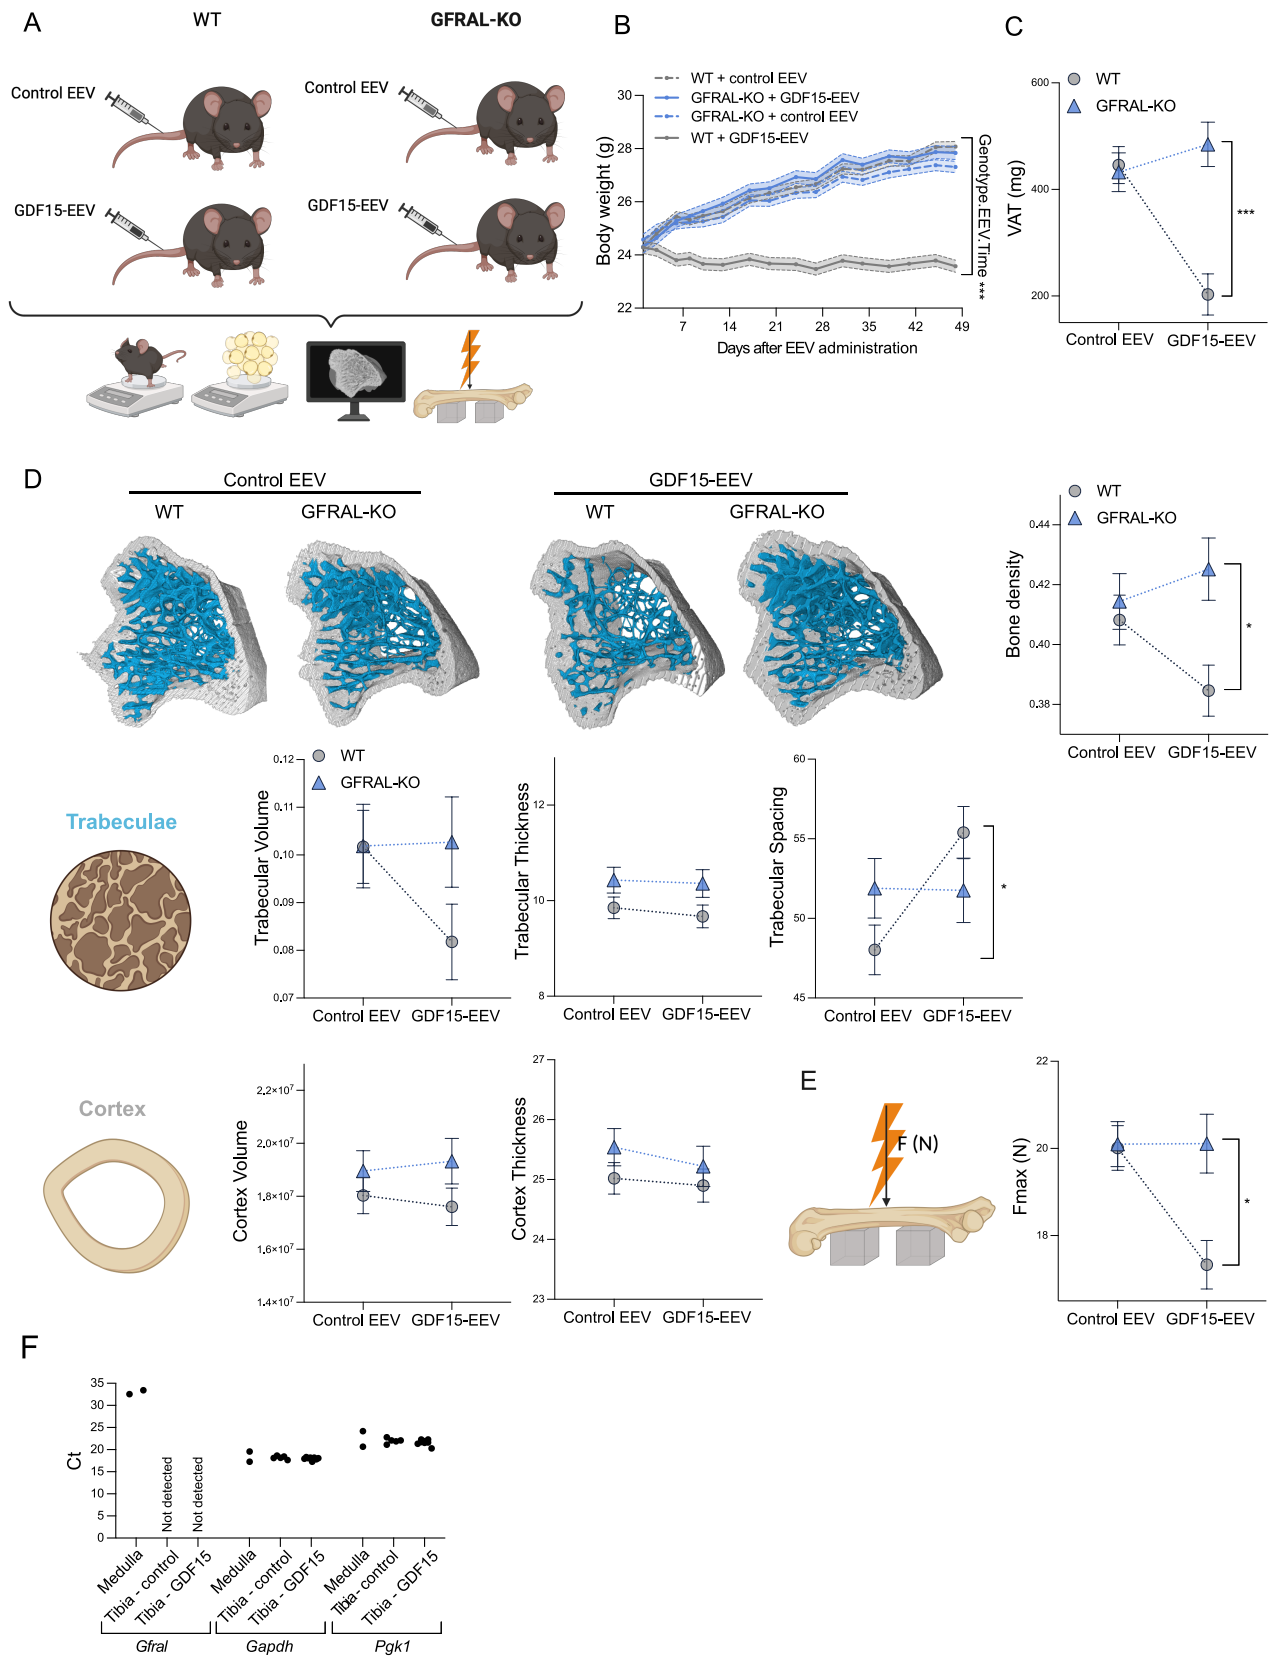 A
WT
GFRAL-KO
Control EEV
Control EEV
GDF15-EEV
GDF15-EEV
B
WT + control EEV
GFRAL-KO + GDF15-EEV
GFRAL-KO + control EEV
WT + GDF15-EEV
Body weight (g)
30
28
26
24
22
7
14
21
28
35
42
49
Days after EEV administration
Genotype.EEV.Time ***
C
WT
GFRAL-KO
VAT (mg)
600
400
200
***
Control EEV
GDF15-EEV
D
Control EEV
GDF15-EEV
WT
GFRAL-KO
WT
GFRAL-KO
WT
GFRAL-KO
Bone density
0.44
0.42
0.40
0.38
*
Control EEV
GDF15-EEV
Trabeculae
WT
GFRAL-KO
Trabecular Volume
0.12
0.11
0.10
0.09
0.08
0.07
Control EEV
GDF15-EEV
Trabecular Thickness
12
10
8
Control EEV
GDF15-EEV
Trabecular Spacing
60
55
50
45
*
Control EEV
GDF15-EEV
Cortex
Cortex Volume
2,2×10⁷
2,0×10⁷
1,8×10⁷
1,6×10⁷
1,4×10⁷
Control EEV
GDF15-EEV
Cortex Thickness
27
26
25
24
23
Control EEV
GDF15-EEV
E
F (N)
Fmax (N)
22
20
18
*
Control EEV
GDF15-EEV
F
Ct
35
30
25
20
15
10
5
0
Not detected
Not detected
Medulla
Tibia - control
Tibia - GDF15
Medulla
Tibia - control
Tibia - GDF15
Medulla
Tibia - control
Tibia - GDF15
Gfral
Gapdh
Pgk1